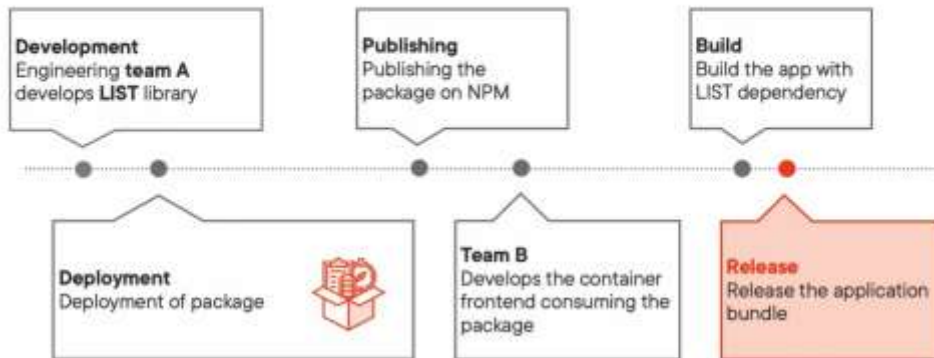 Development
Engineering team A
develops LIST library
Publishing
Publishing the
package on NPM
Build
Build the app with
LIST dependency
Deployment
Deployment of package
Team B
Develops the container
frontend consuming the
package
Release
Release the application
bundle